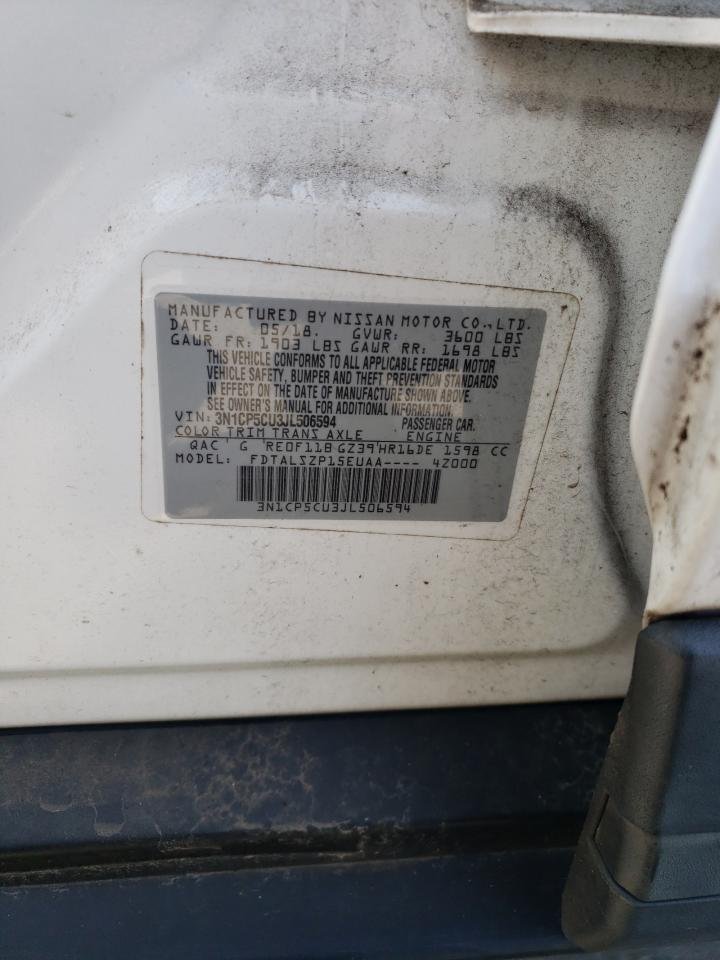 MANUFACTURED BY NISSAN MOTOR CO.,LTD.
DATE: 05/18. GVWR: 3600 LBS
GAWR FR: 1903 LBS GAWR RR: 1698 LBS
THIS VEHICLE CONFORMS TO ALL APPLICABLE FEDERAL MOTOR
VEHICLE SAFETY, BUMPER AND THEFT PREVENTION STANDARDS
IN EFFECT ON THE DATE OF MANUFACTURE SHOWN ABOVE.
SEE OWNER'S MANUAL FOR ADDITIONAL INFORMATION.
VIN: 3N1CP5CU3JL506594 PASSENGER CAR.
COLOR TRIM TRANS AXLE ENGINE
QAC G RE0F11B GZ39 HR16DE 1598 CC
MODEL: FDTALSZP15EUAA---- 4Z000
3N1CP5CU3JL506594